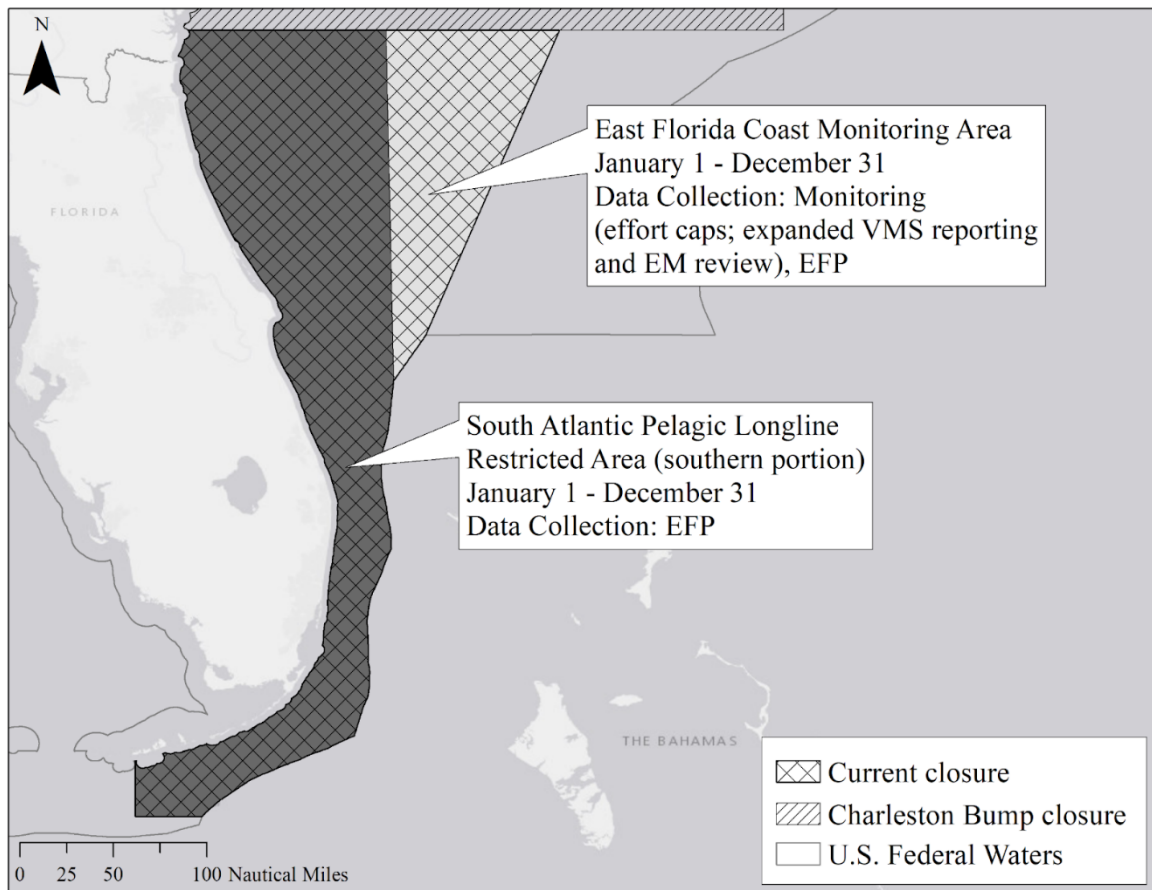 N
East Florida Coast Monitoring Area
January 1 - December 31
Data Collection: Monitoring
(effort caps; expanded VMS reporting
and EM review), EFP
FLORIDA
South Atlantic Pelagic Longline
Restricted Area (southern portion)
January 1 - December 31
Data Collection: EFP
THE BAHAMAS
Current closure
Charleston Bump closure
U.S. Federal Waters
0 25 50 100 Nautical Miles